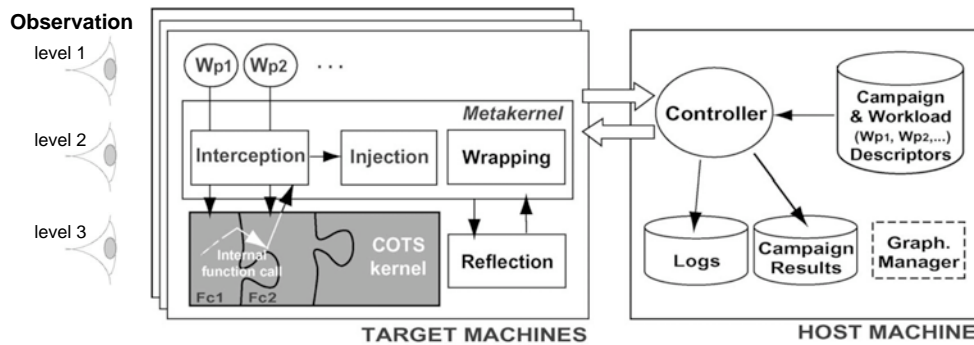 Observation
level 1
level 2
level 3
Wp1
Wp2
...
Metakernel
Interception
Injection
Wrapping
Internal
function call
Fc1
Fc2
COTS
kernel
Reflection
TARGET MACHINES
Controller
Campaign
& Workload
(Wp1, Wp2,...)
Descriptors
Logs
Campaign
Results
Graph.
Manager
HOST MACHINE